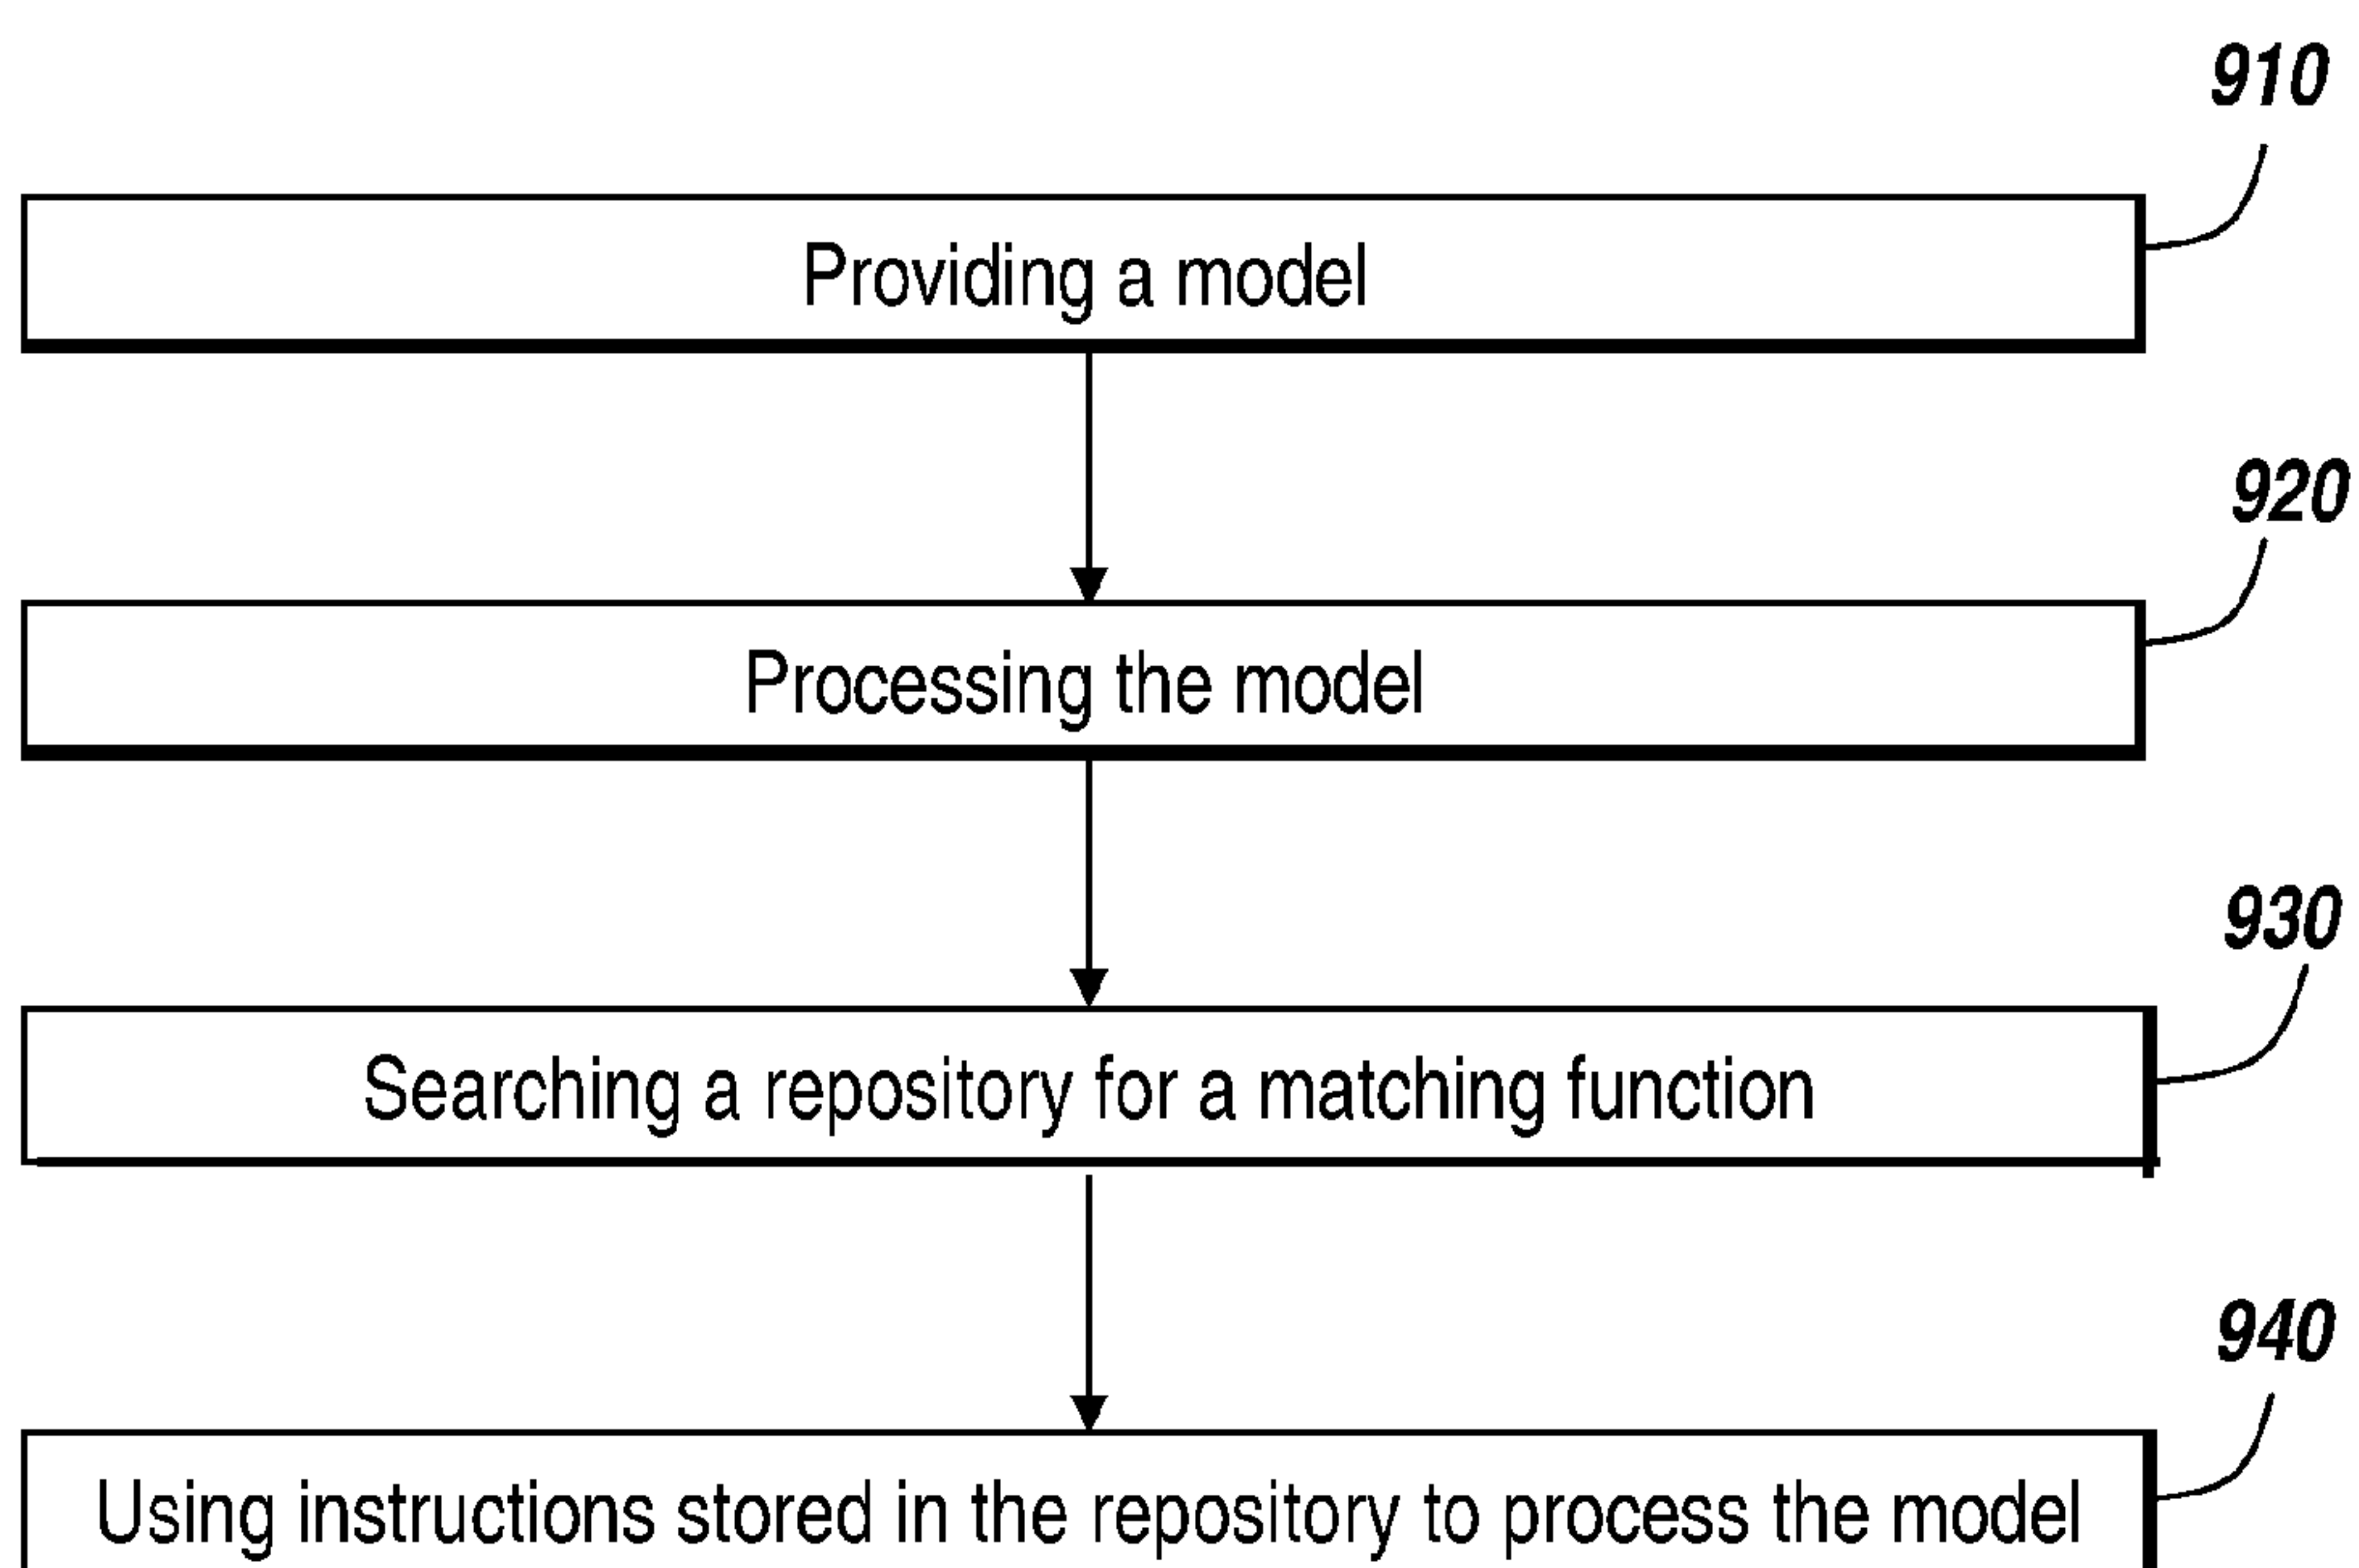 910
Providing a model
920
Processing the model
930
Searching a repository for a matching function
940
Using instructions stored in the repository to process the model